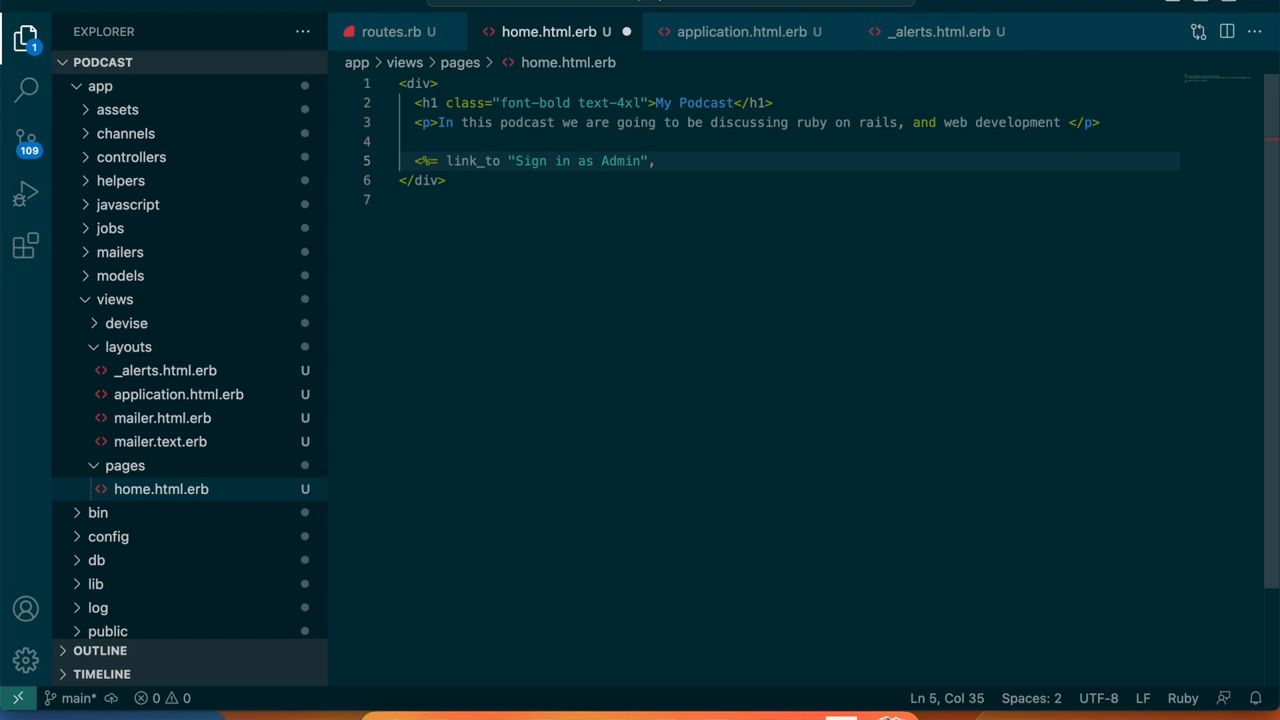 EXPLORER
routes.rb U
home.html.erb U
application.html.erb U
_alerts.html.erb U
1
PODCAST
app > views > pages > home.html.erb
109
app
assets
channels
controllers
helpers
javascript
jobs
mailers
models
views
devise
layouts
_alerts.html.erb U
application.html.erb U
mailer.html.erb U
mailer.text.erb U
pages
home.html.erb U
bin
config
db
lib
log
public
OUTLINE
TIMELINE
1 <div>
2 <h1 class="font-bold text-4xl">My Podcast</h1>
3 <p>In this podcast we are going to be discussing ruby on rails, and web development </p>
4
5 <%= link_to "Sign in as Admin",
6 </div>
7
main* 0 0 Ln 5, Col 35 Spaces: 2 UTF-8 LF Ruby